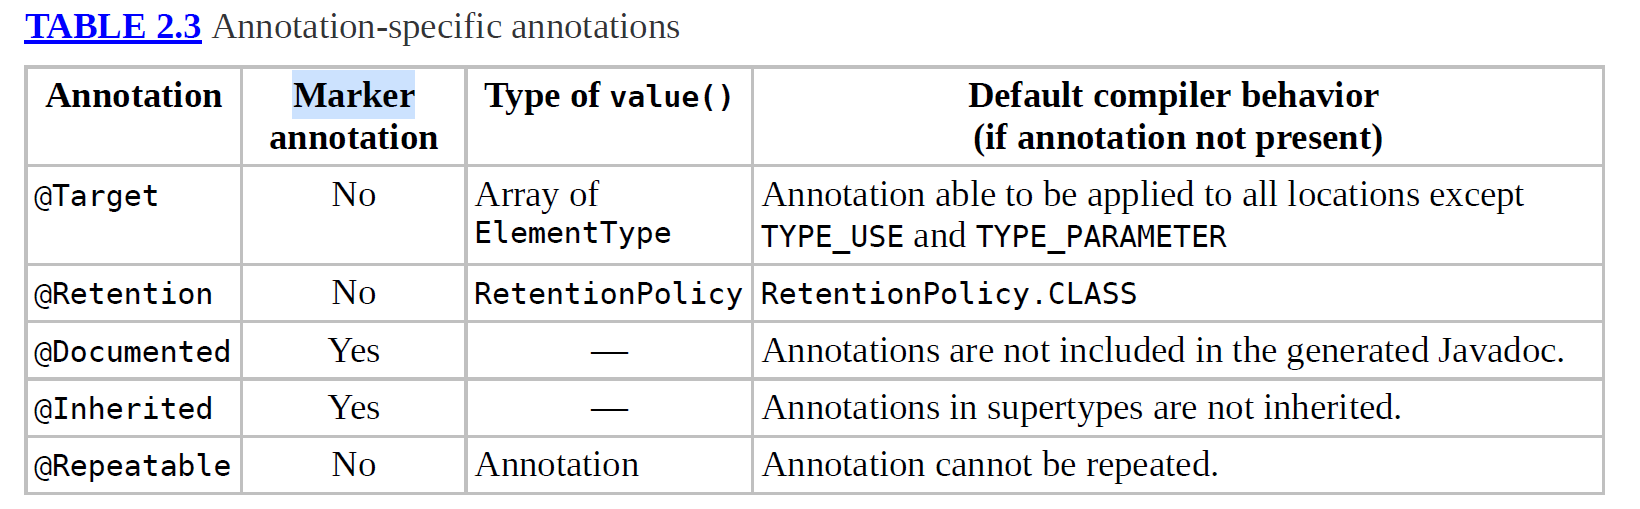 TABLE 2.3 Annotation-specific annotations
Annotation Marker annotation Type of value() Default compiler behavior (if annotation not present)
@Target No Array of ElementType Annotation able to be applied to all locations except TYPE_USE and TYPE_PARAMETER
@Retention No RetentionPolicy RetentionPolicy.CLASS
@Documented Yes — Annotations are not included in the generated Javadoc.
@Inherited Yes — Annotations in supertypes are not inherited.
@Repeatable No Annotation Annotation cannot be repeated.